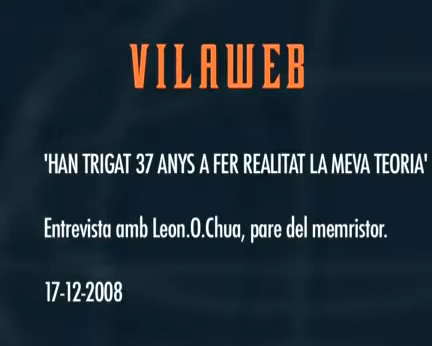 VILAWEB
'HAN TRIGAT 37 ANYS A FER REALITAT LA MEVA TEORIA'
Entrevista amb Leon.O.Chua, pare del memristor.
17-12-2008